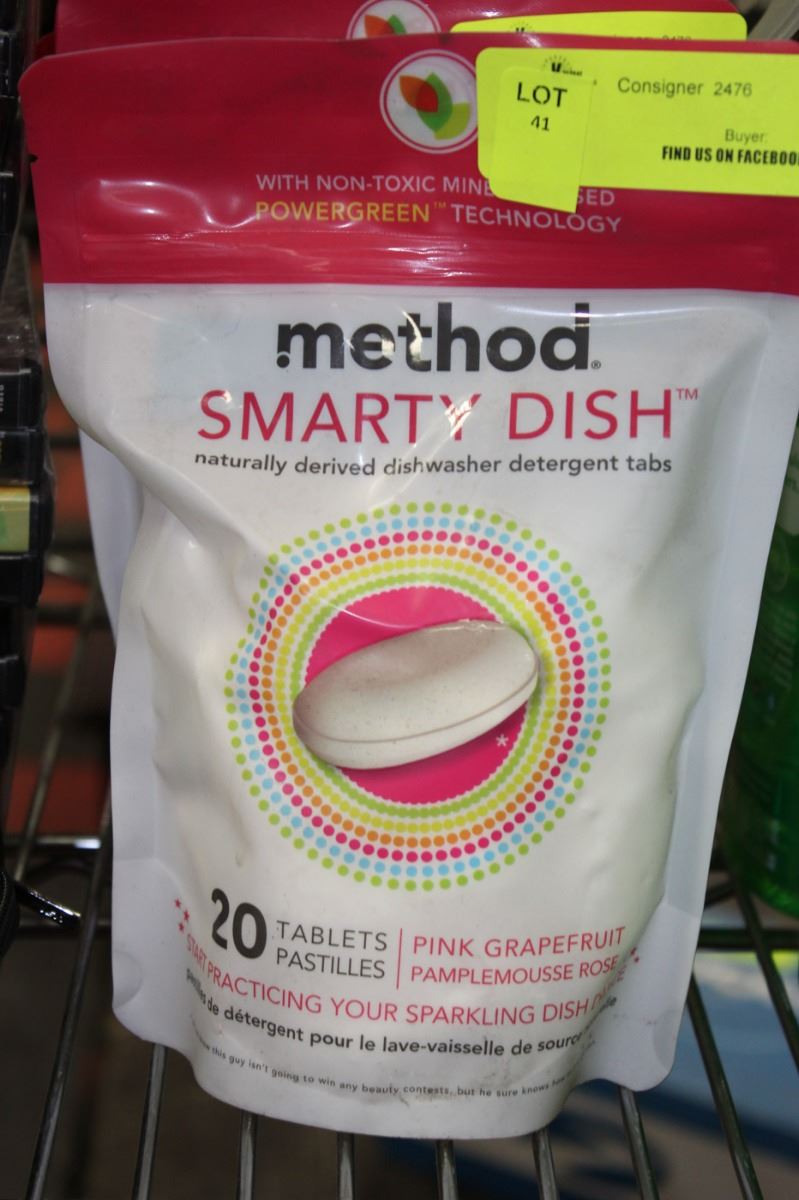 LOT
41
Consigner 2476
Buyer:
FIND US ON FACEBOO
WITH NON-TOXIC MINE SED
POWERGREEN™ TECHNOLOGY
method®
SMARTY DISH™
naturally derived dishwasher detergent tabs
*
20 TABLETS
PASTILLES
PINK GRAPEFRUIT
PAMPLEMOUSSE ROSE
START PRACTICING YOUR SPARKLING DISH
de détergent pour le lave-vaisselle de source
this guy isn't going to win any beauty contests, but he sure knows